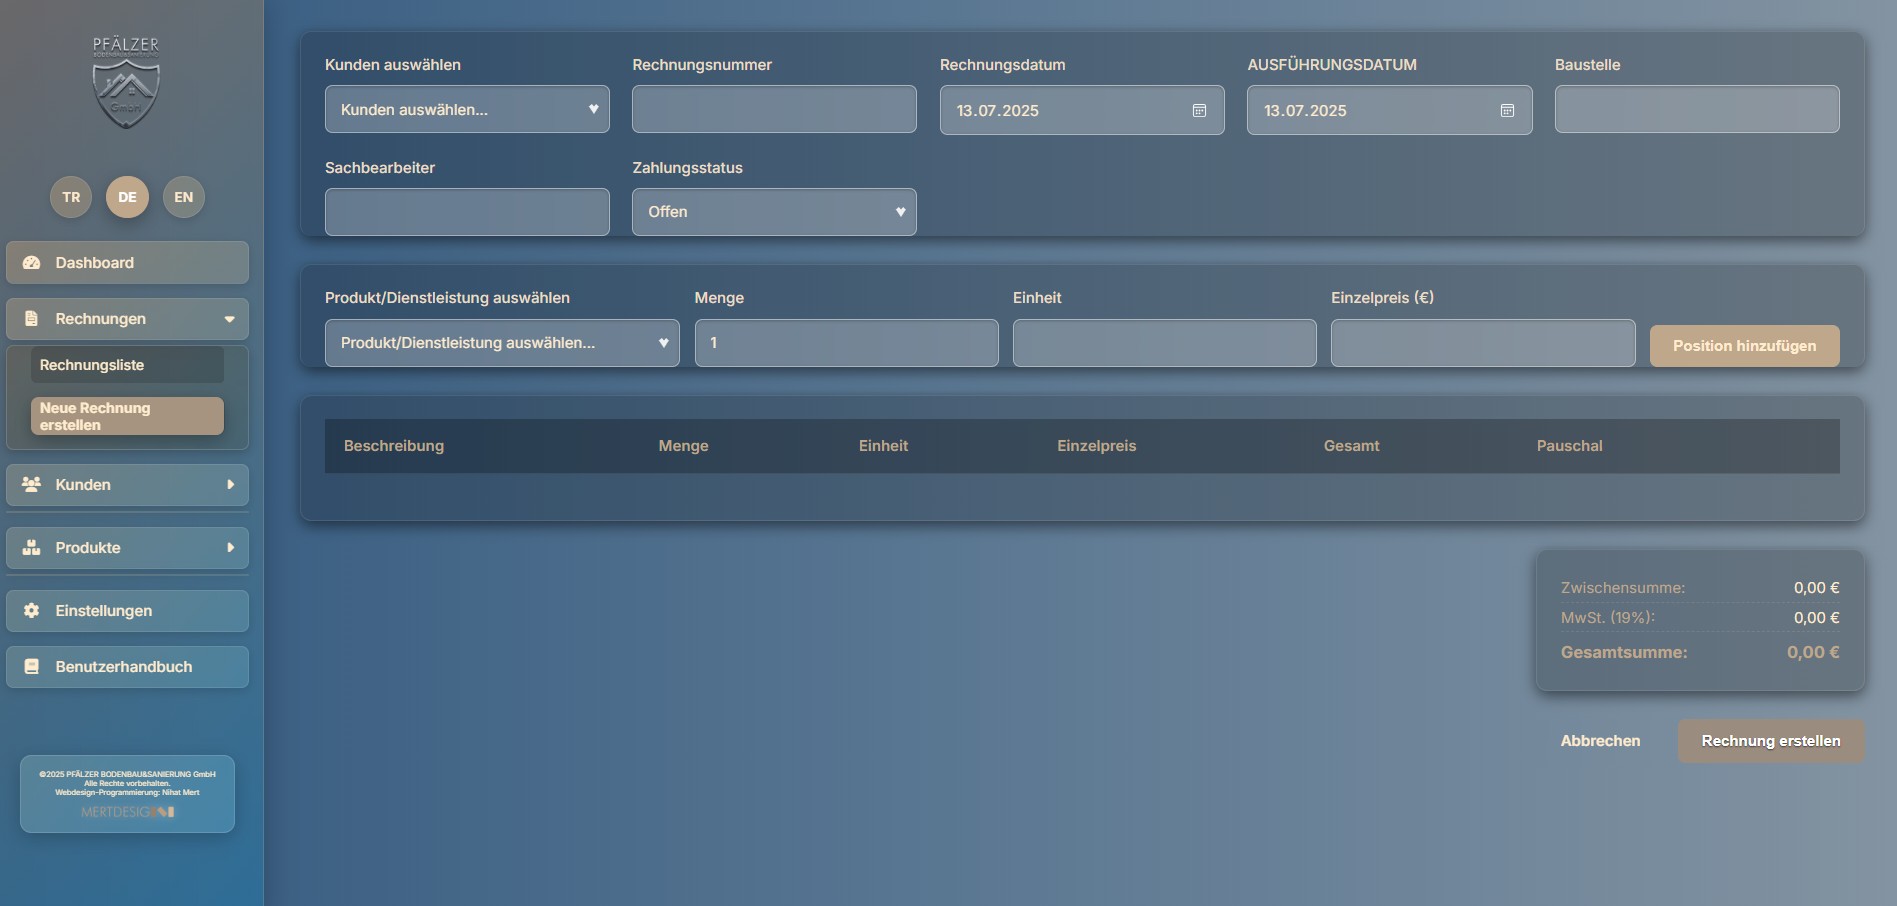 PFÄLZER
BODENBAU&SANIERUNG
GmbH
TR DE EN
Dashboard
Rechnungen
Rechnungsliste
Neue Rechnung
erstellen
Kunden
Produkte
Einstellungen
Benutzerhandbuch
©2025 PFÄLZER BODENBAU&SANIERUNG GmbH
Alle Rechte vorbehalten.
Webdesign-Programmierung: Nihat Mert
MERTDESIG
Kunden auswählen Rechnungsnummer Rechnungsdatum AUSFÜHRUNGSDATUM Baustelle
Kunden auswählen... 13.07.2025 13.07.2025
Sachbearbeiter Zahlungsstatus
Offen
Produkt/Dienstleistung auswählen Menge Einheit Einzelpreis (€)
Produkt/Dienstleistung auswählen... 1 Position hinzufügen
Beschreibung Menge Einheit Einzelpreis Gesamt Pauschal
Zwischensumme: 0,00 €
MwSt. (19%): 0,00 €
Gesamtsumme: 0,00 €
Abbrechen Rechnung erstellen